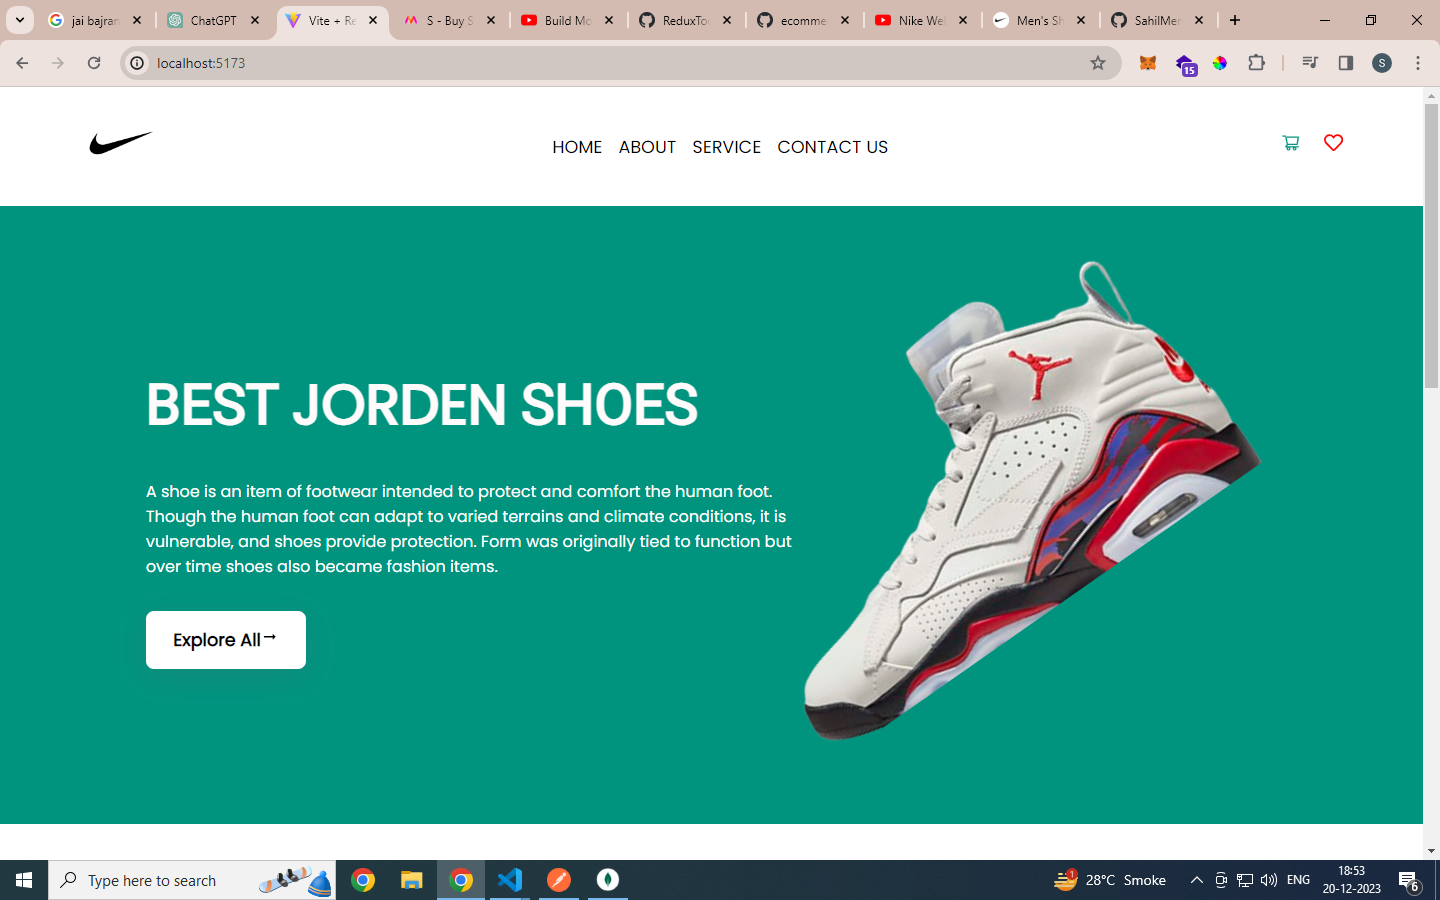 jai bajran
ChatGPT
Vite + Re
S - Buy S
Build Mo
ReduxToo
ecomme
Nike Web
Men's Sh
SahilMer
localhost:5173
15
S
HOME ABOUT SERVICE CONTACT US
BEST JORDEN SH0ES
A shoe is an item of footwear intended to protect and comfort the human foot.
Though the human foot can adapt to varied terrains and climate conditions, it is
vulnerable, and shoes provide protection. Form was originally tied to function but
over time shoes also became fashion items.
Explore All
Type here to search
1
28°C Smoke
ENG
18:53
20-12-2023
6